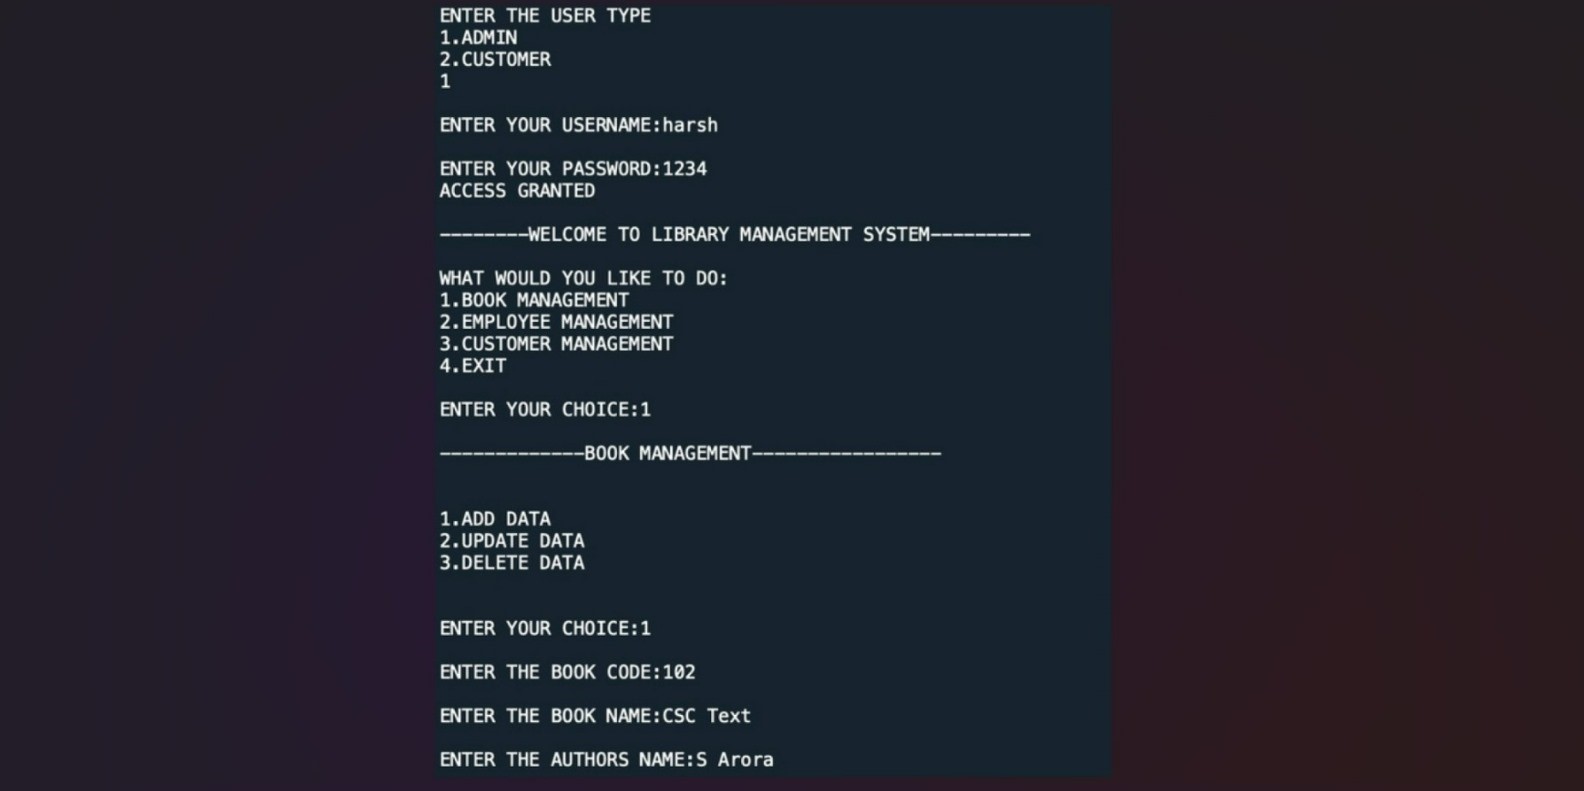 ENTER THE USER TYPE
1.ADMIN
2.CUSTOMER
1
ENTER YOUR USERNAME:harsh
ENTER YOUR PASSWORD:1234
ACCESS GRANTED
--------WELCOME TO LIBRARY MANAGEMENT SYSTEM---------
WHAT WOULD YOU LIKE TO DO:
1.BOOK MANAGEMENT
2.EMPLOYEE MANAGEMENT
3.CUSTOMER MANAGEMENT
4.EXIT
ENTER YOUR CHOICE:1
-------------BOOK MANAGEMENT-----------------
1.ADD DATA
2.UPDATE DATA
3.DELETE DATA
ENTER YOUR CHOICE:1
ENTER THE BOOK CODE:102
ENTER THE BOOK NAME:CSC Text
ENTER THE AUTHORS NAME:S Arora